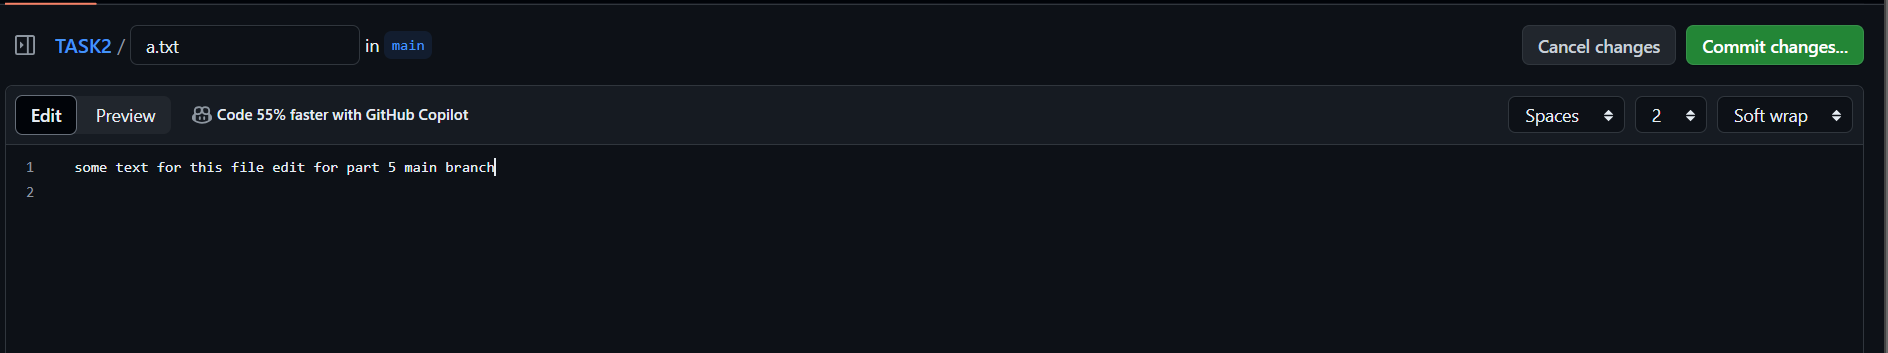 TASK2 / a.txt in main Cancel changes Commit changes...
Edit Preview Code 55% faster with GitHub Copilot Spaces 2 Soft wrap
1 some text for this file edit for part 5 main branch
2